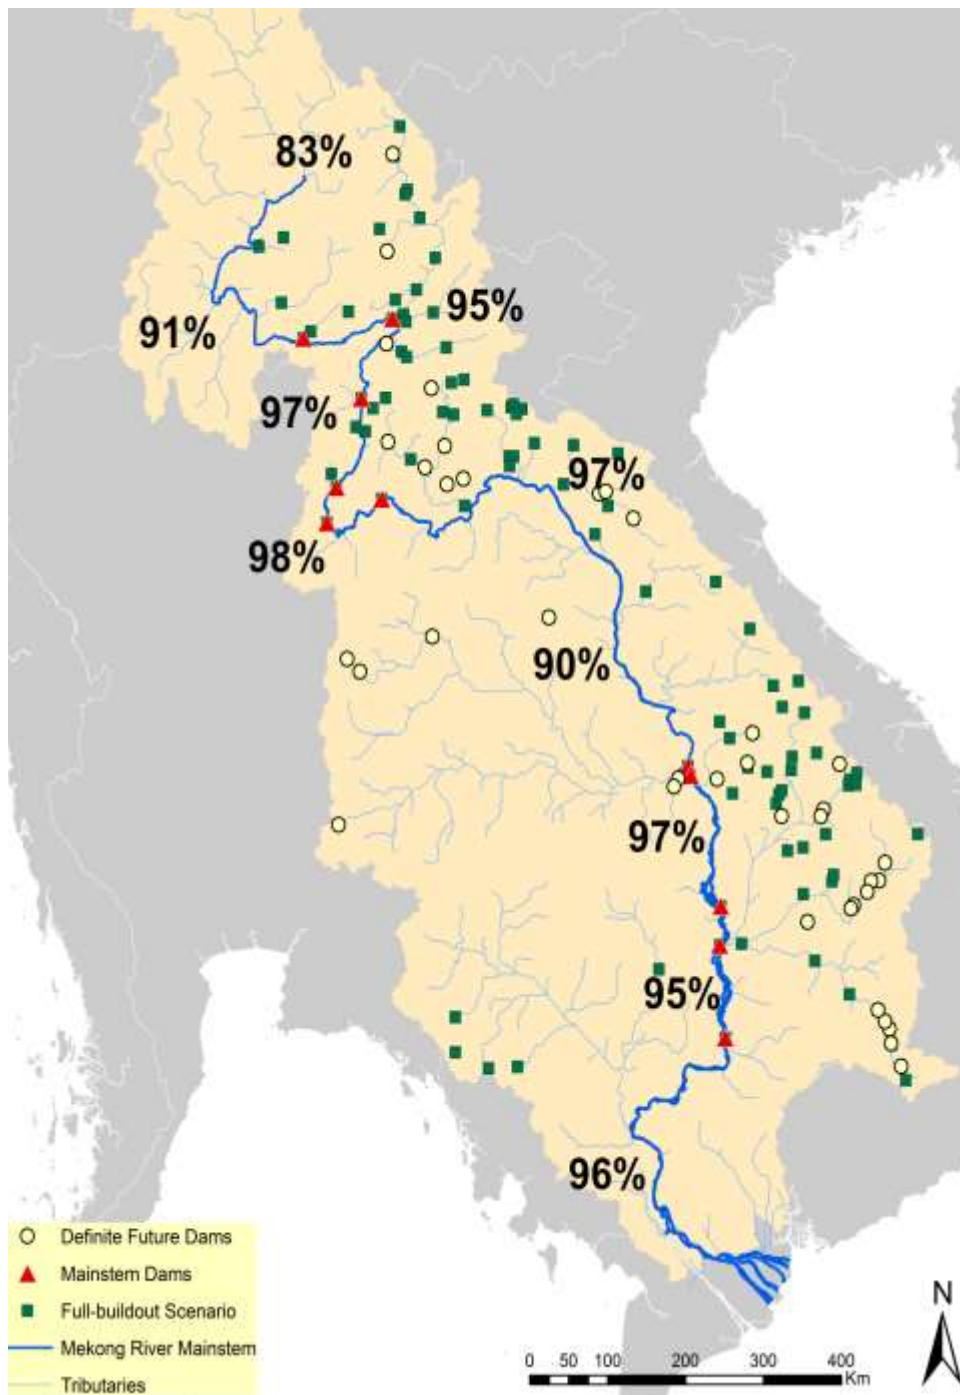 83%
95%
91%
97%
97%
98%
90%
97%
95%
96%
Definite Future Dams
Mainstem Dams
Full-buildout Scenario
Mekong River Mainstem
Tributaries
0 50 100 200 300 400
Km
N